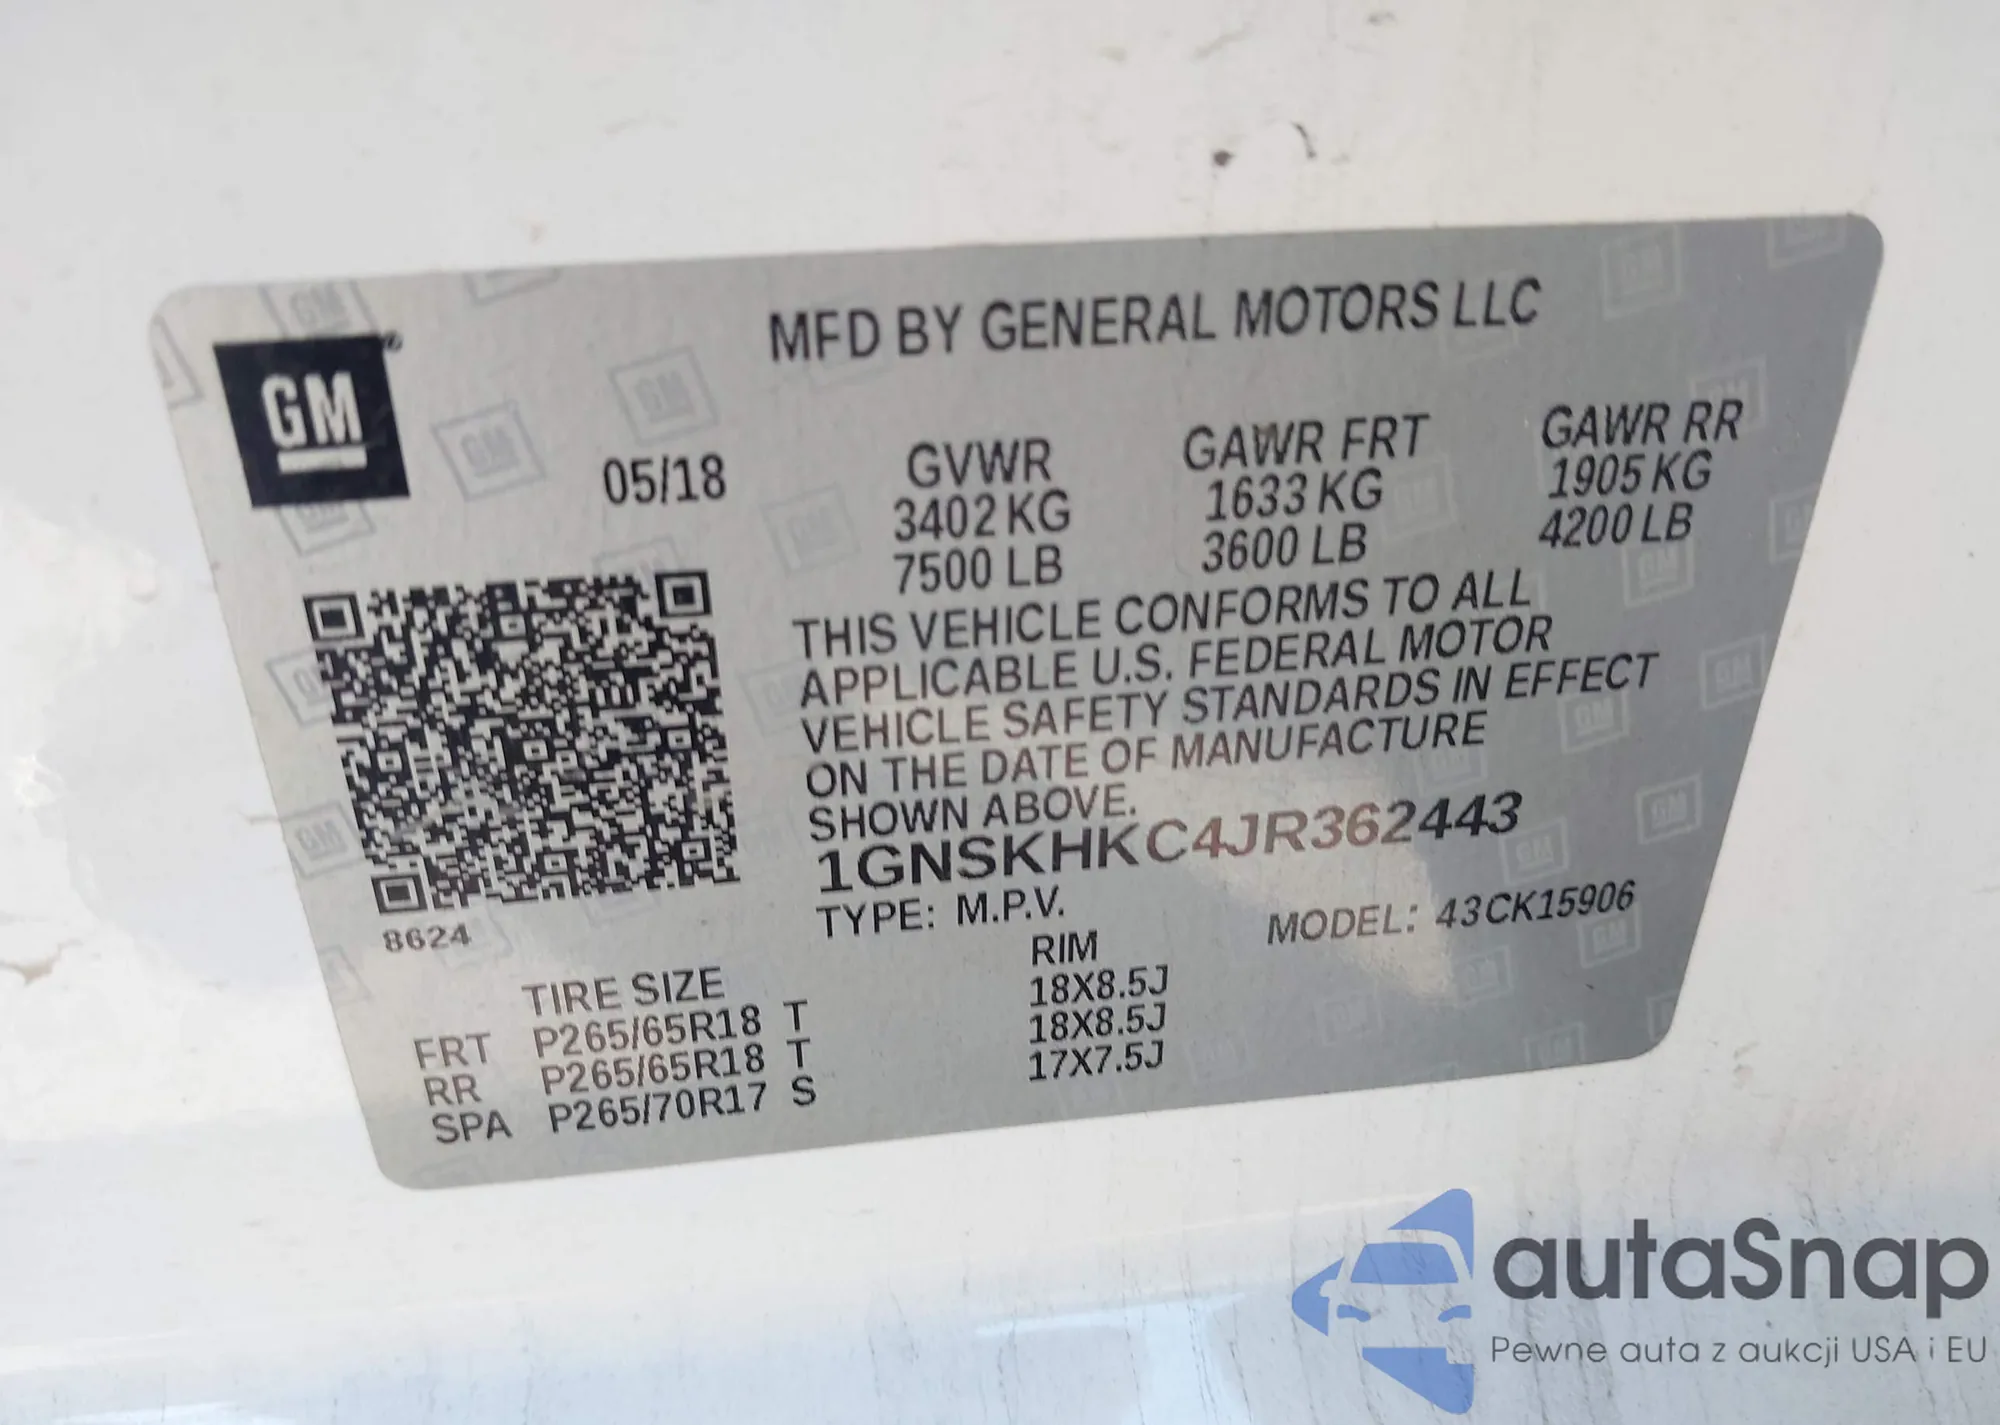 MFD BY GENERAL MOTORS LLC
GM
05/18
GVWR GAWR FRT GAWR RR
3402 KG 1633 KG 1905 KG
7500 LB 3600 LB 4200 LB
THIS VEHICLE CONFORMS TO ALL
APPLICABLE U.S. FEDERAL MOTOR
VEHICLE SAFETY STANDARDS IN EFFECT
ON THE DATE OF MANUFACTURE
SHOWN ABOVE.
1GNSKHKC4JR362443
8624
TYPE: M.P.V. MODEL: 43CK15906
TIRE SIZE RIM
FRT P265/65R18 T 18X8.5J
RR P265/65R18 T 18X8.5J
SPA P265/70R17 S 17X7.5J
autaSnap
Pewne auta z aukcji USA i EU